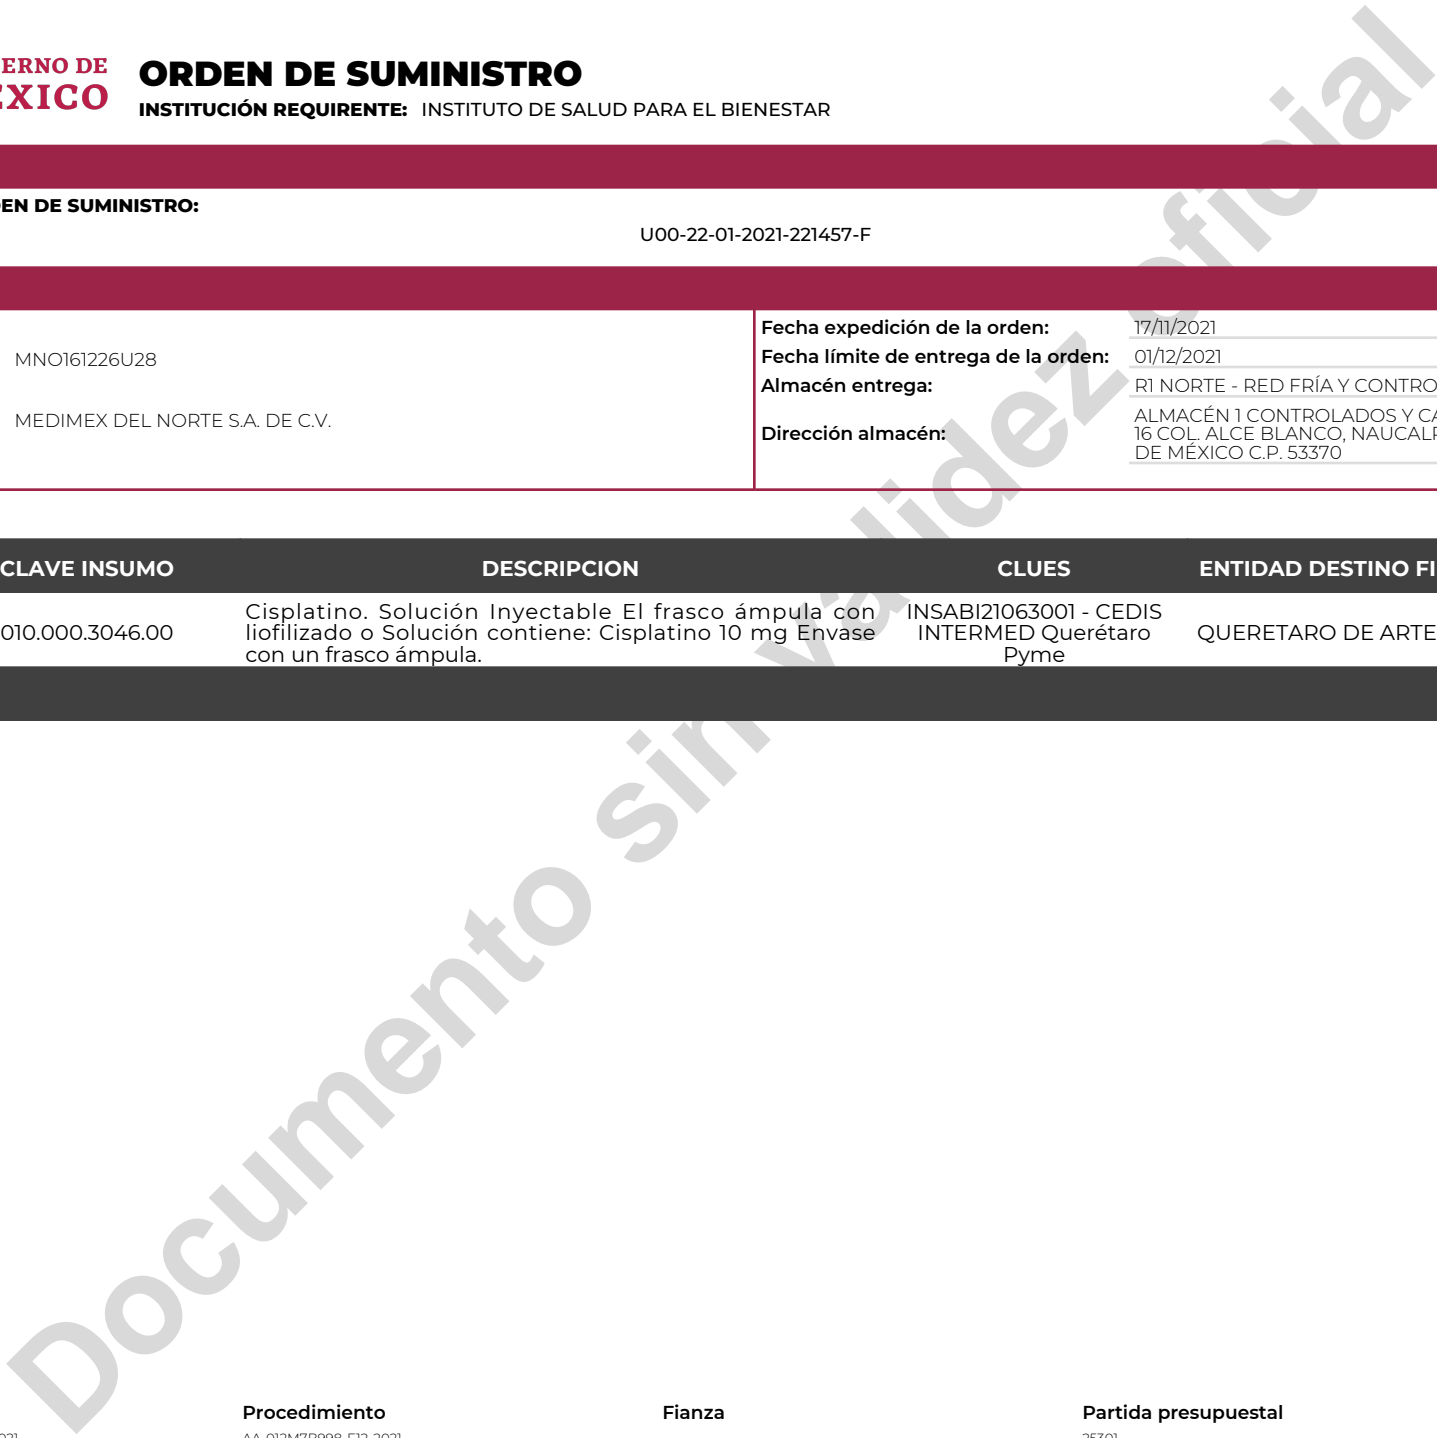 ERNO DE
ORDEN DE SUMINISTRO
INSTITUCIÓN REQUIRENTE: INSTITUTO DE SALUD PARA EL BIENESTAR
EN DE SUMINISTRO:
U00-22-01-2021-221457-F
MNO161226U28
MEDIMEX DEL NORTE S.A. DE C.V.
Fecha expedición de la orden: 17/11/2021
Fecha límite de entrega de la orden: 01/12/2021
Almacén entrega: R1 NORTE - RED FRÍA Y CONTRO
Dirección almacén: ALMACÉN 1 CONTROLADOS Y CA
16 COL. ALCE BLANCO, NAUCALP
DE MÉXICO C.P. 53370
CLAVE INSUMO DESCRIPCION CLUES ENTIDAD DESTINO FI
010.000.3046.00
Cisplatino. Solución Inyectable El frasco ámpula con
liofilizado o Solución contiene: Cisplatino 10 mg Envase
con un frasco ámpula.
INSABI21063001 - CEDIS
INTERMED Querétaro
Pyme
QUERETARO DE ARTE
Documento sin validez oficial
Procedimiento Fianza Partida presupuestal